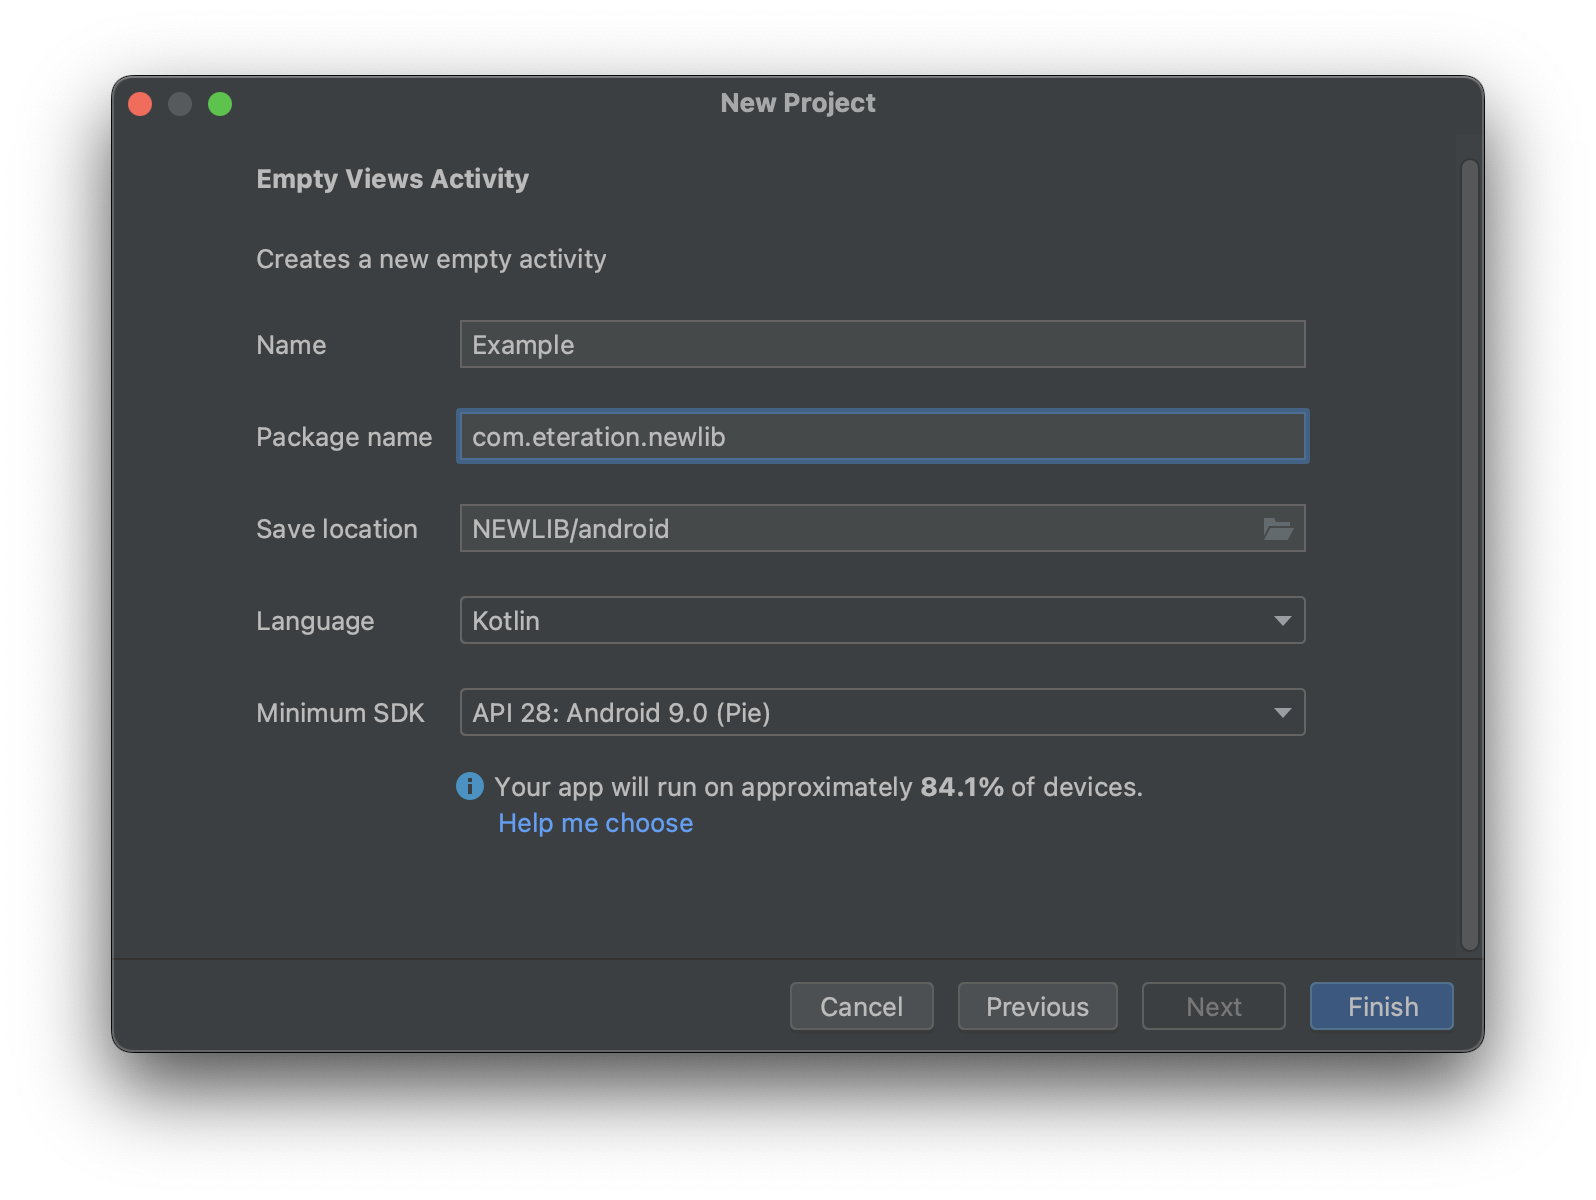 New Project
Empty Views Activity
Creates a new empty activity
Name Example
Package name com.eteration.newlib
Save location NEWLIB/android
Language Kotlin
Minimum SDK API 28: Android 9.0 (Pie)
Your app will run on approximately 84.1% of devices.
Help me choose
Cancel Previous Next Finish